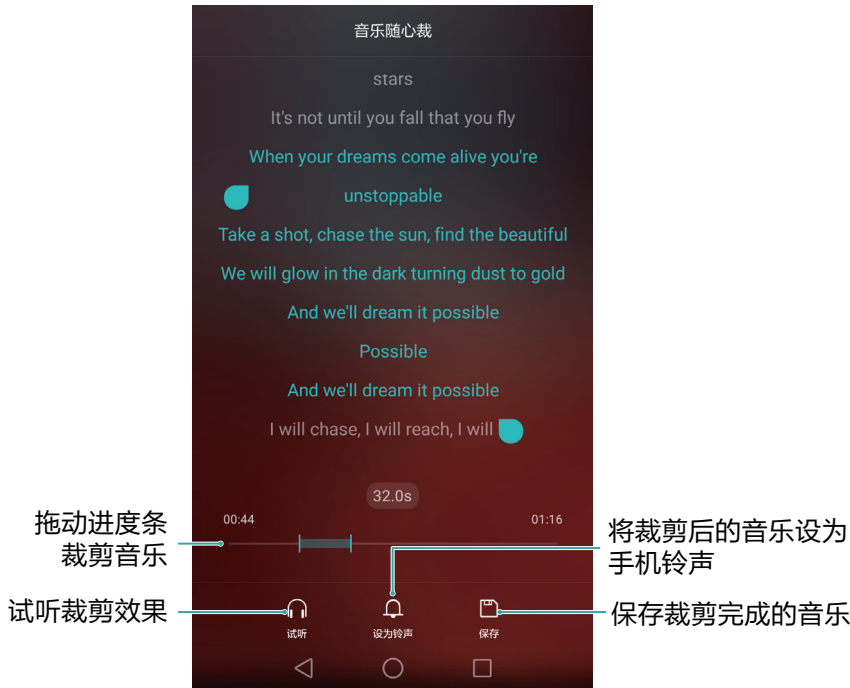 音乐随心裁
stars
It's not until you fall that you fly
When your dreams come alive you're
unstoppable
Take a shot, chase the sun, find the beautiful
We will glow in the dark turning dust to gold
And we'll dream it possible
Possible
And we'll dream it possible
I will chase, I will reach, I will
32.0s
00:44
01:16
拖动进度条
裁剪音乐
将裁剪后的音乐设为
手机铃声
试听裁剪效果
保存裁剪完成的音乐
试听
设为铃声
保存